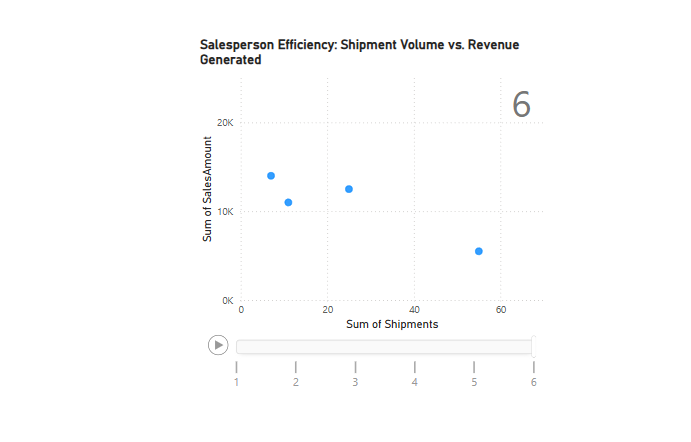 Salesperson Efficiency: Shipment Volume vs. Revenue
Generated
6
20K
10K
0K
Sum of SalesAmount
0 20 40 60
Sum of Shipments
1 2 3 4 5 6